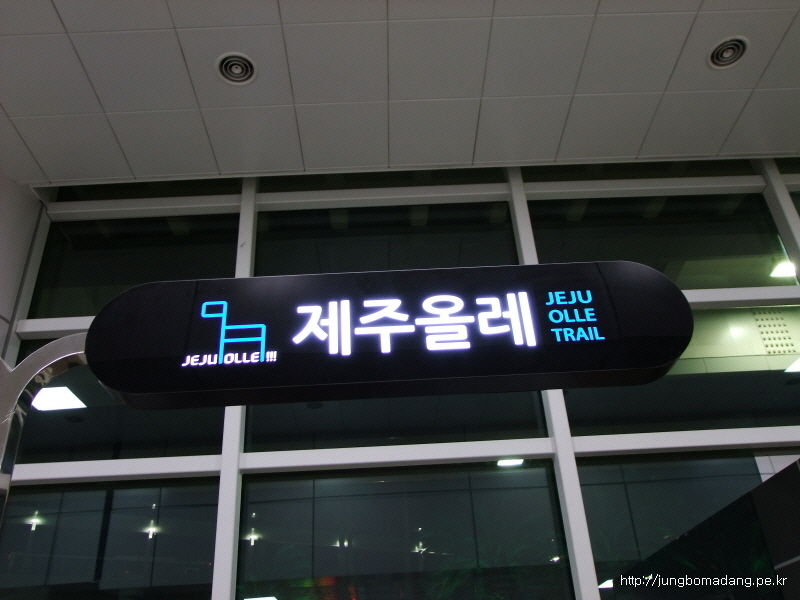 JEJU OLLE !!!
제주올레
JEJU
OLLE
TRAIL
http://jungbomadang.pe.kr